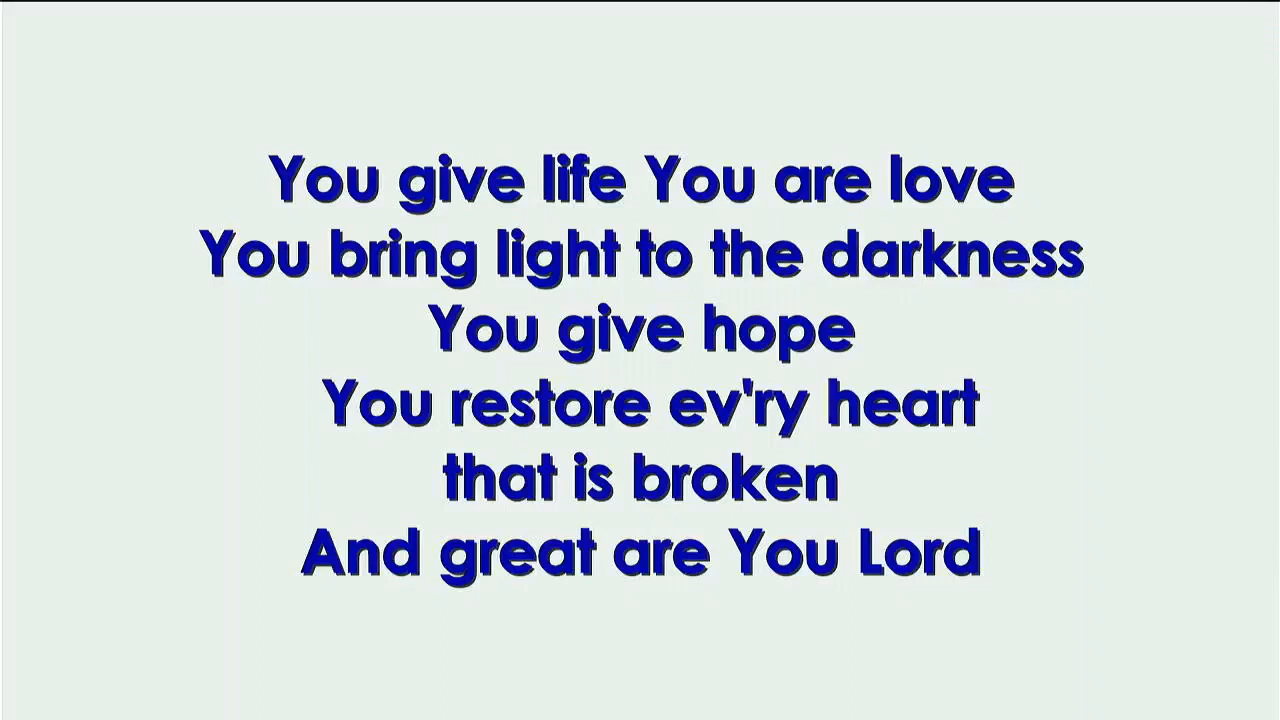 You give life You are love
You bring light to the darkness
You give hope
You restore ev'ry heart
that is broken
And great are You Lord